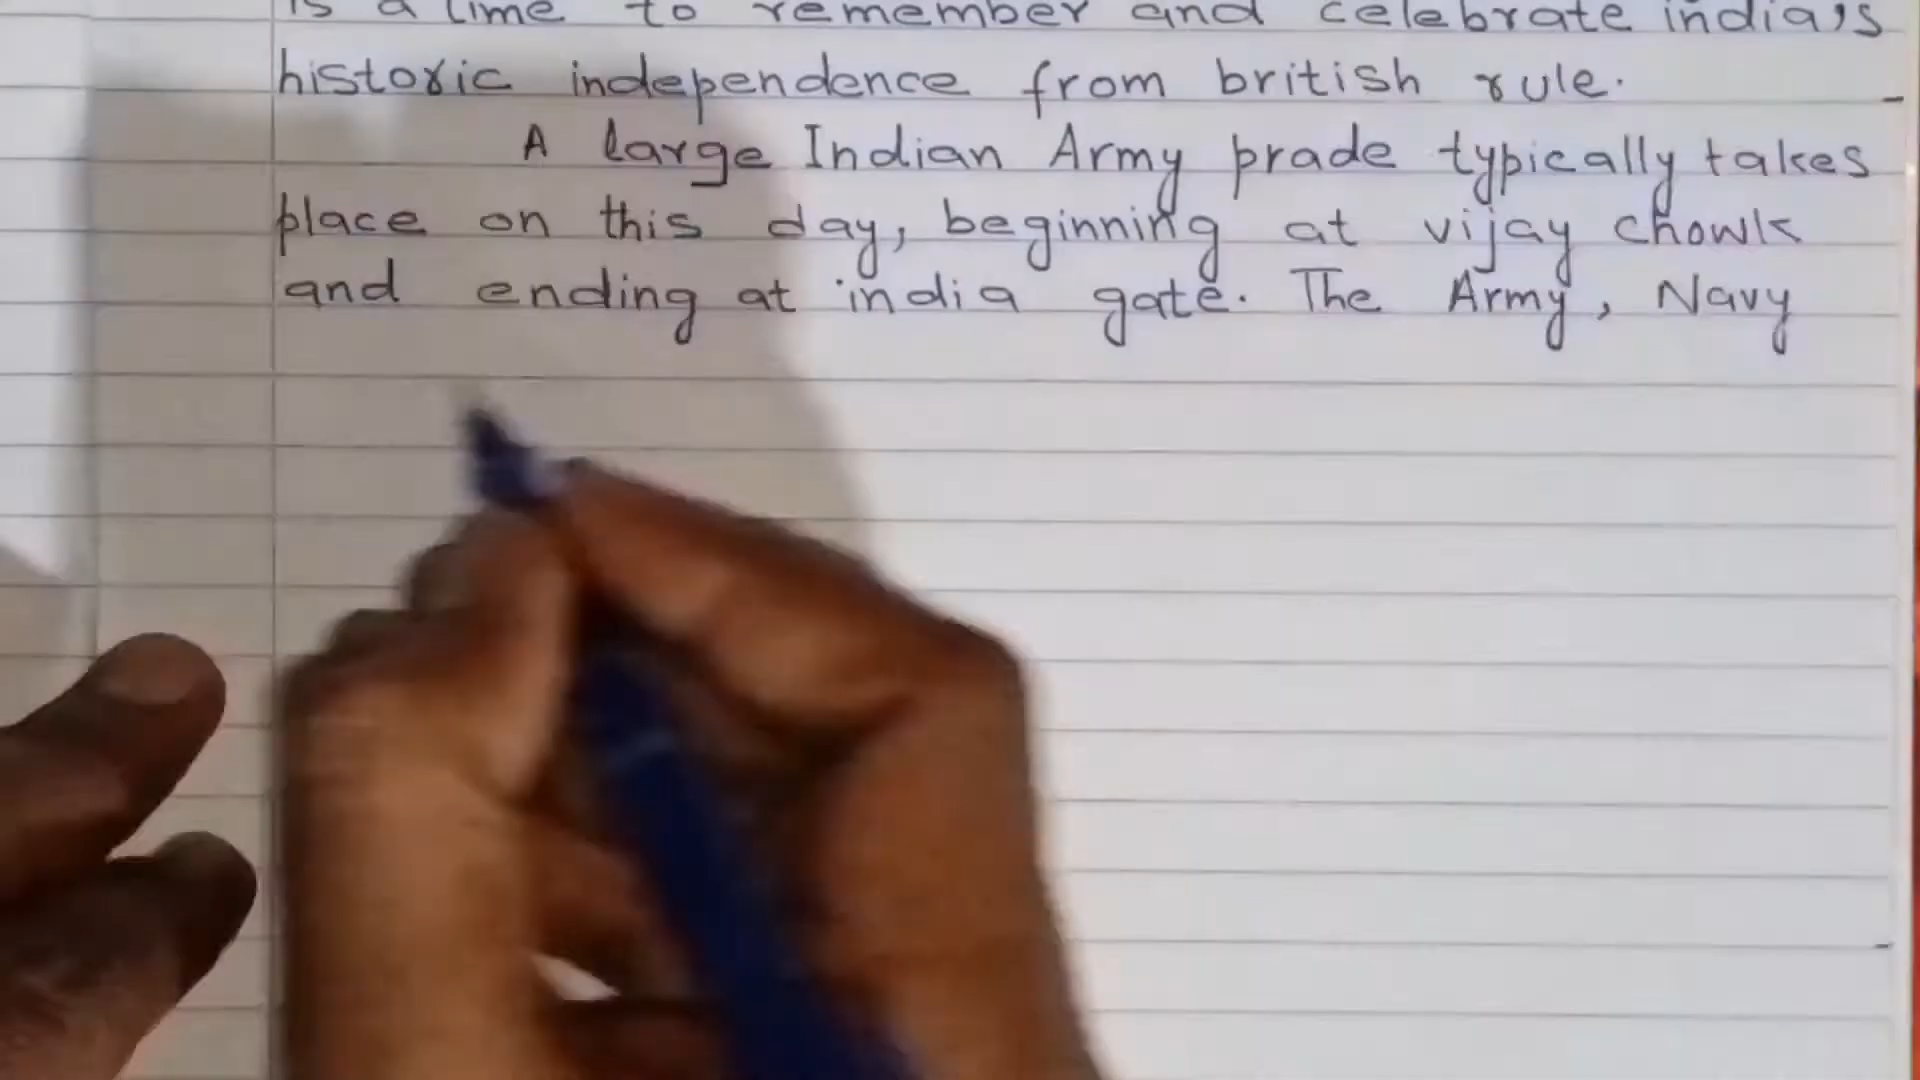 is a time to remember and celebrate india's
historic independence from british rule.
A large Indian Army prade typically takes
place on this day, beginning at vijay chowk
and ending at india gate. The Army, Navy